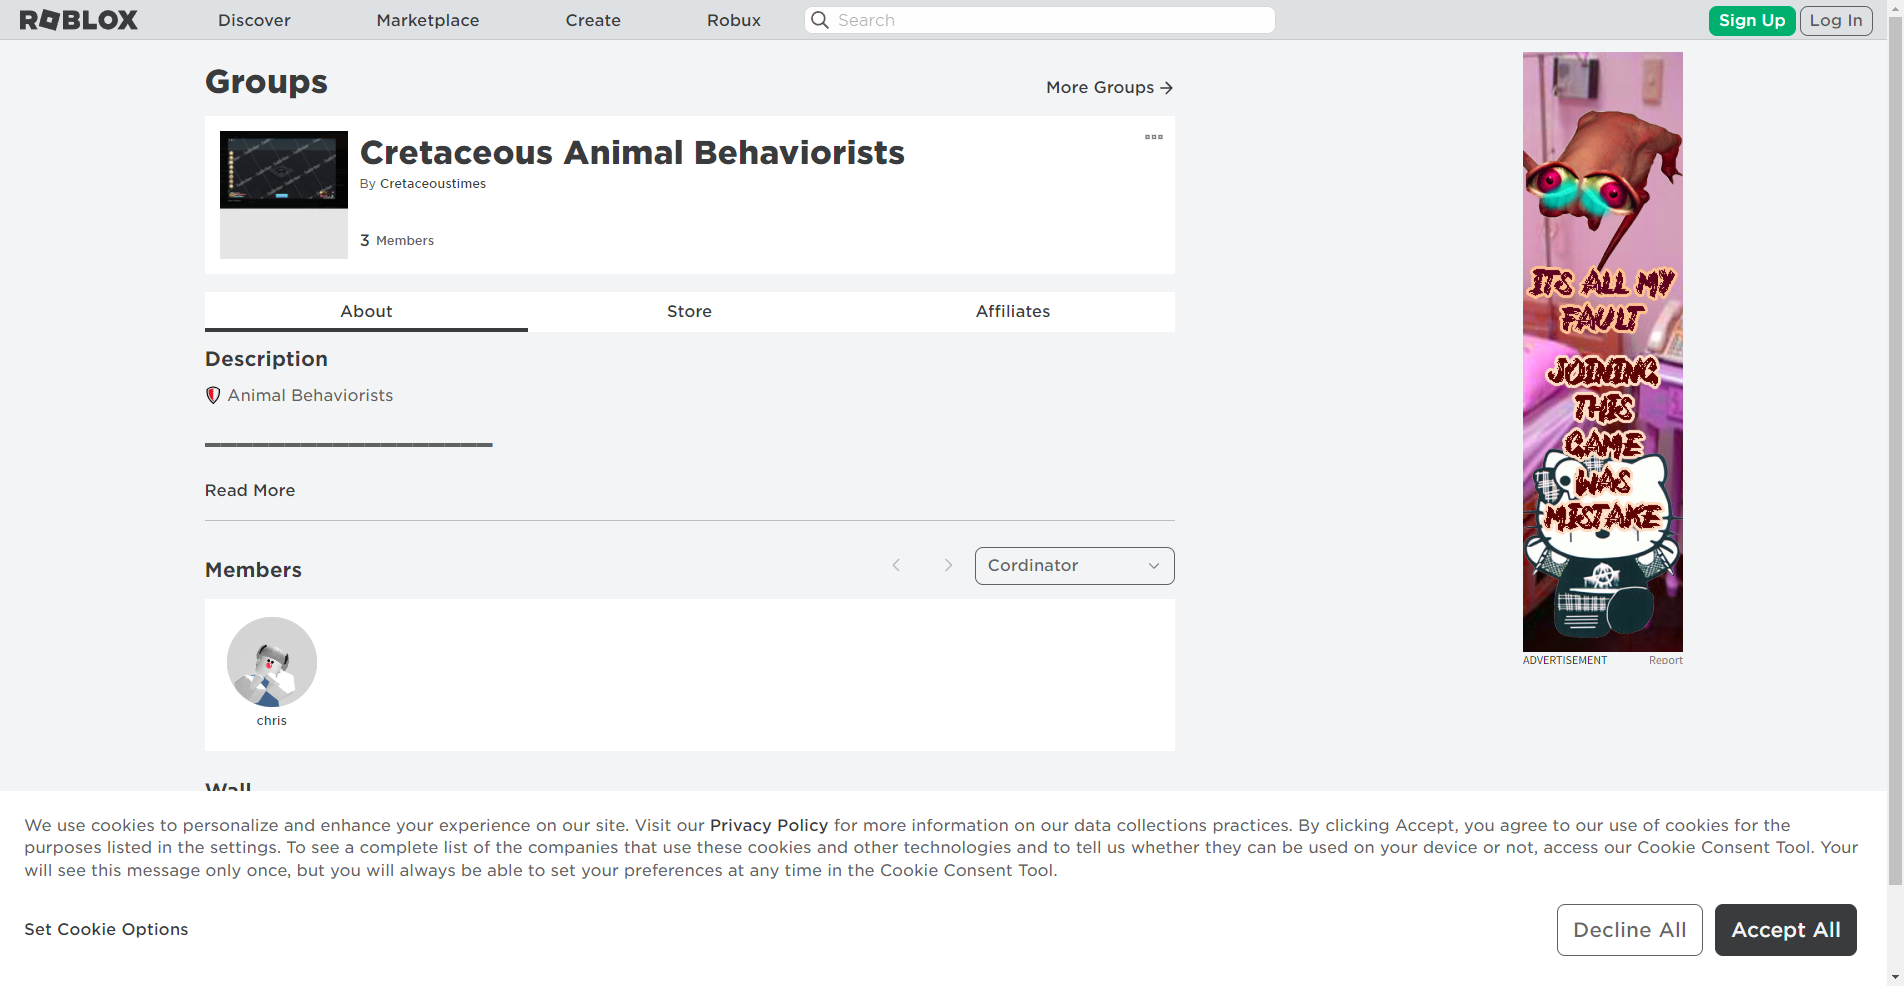 ROBLOX
Discover
Marketplace
Create
Robux
Search
Sign Up
Log In
Groups
More Groups
Cretaceous Animal Behaviorists
By Cretaceoustimes
3 Members
About
Store
Affiliates
Description
Animal Behaviorists
Read More
Members
Cordinator
chris
Wall
ITS ALL MY
FAULT
JOINING
THIS
GAME
WAS
MISTAKE
ADVERTISEMENT
Report
We use cookies to personalize and enhance your experience on our site. Visit our Privacy Policy for more information on our data collections practices. By clicking Accept, you agree to our use of cookies for the
purposes listed in the settings. To see a complete list of the companies that use these cookies and other technologies and to tell us whether they can be used on your device or not, access our Cookie Consent Tool. Your
will see this message only once, but you will always be able to set your preferences at any time in the Cookie Consent Tool.
Set Cookie Options
Decline All
Accept All